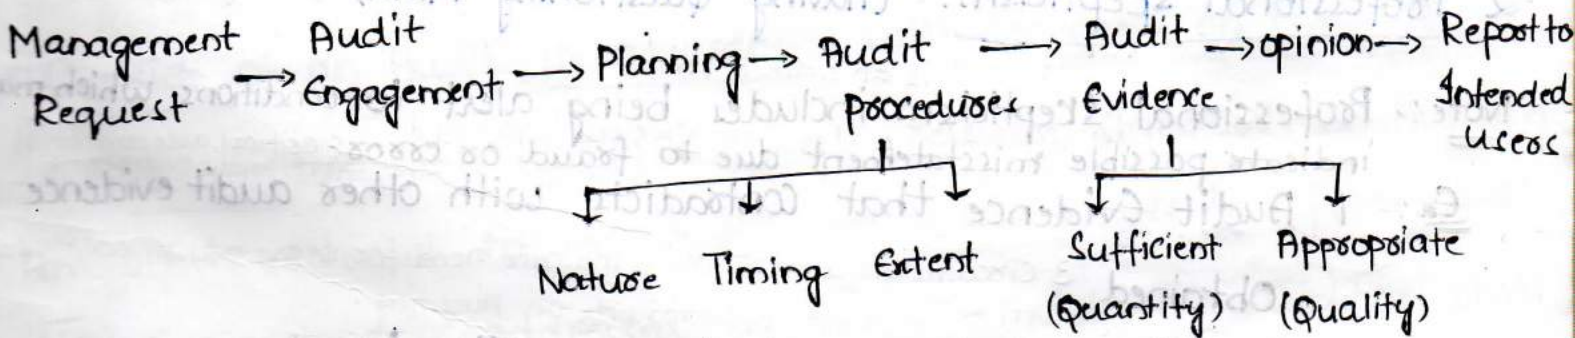 Management Request → Audit Engagement → Planning → Audit procedures → Audit Evidence → opinion → Report to Intended users
Nature Timing Extent
Sufficient (Quantity) Appropriate (Quality)